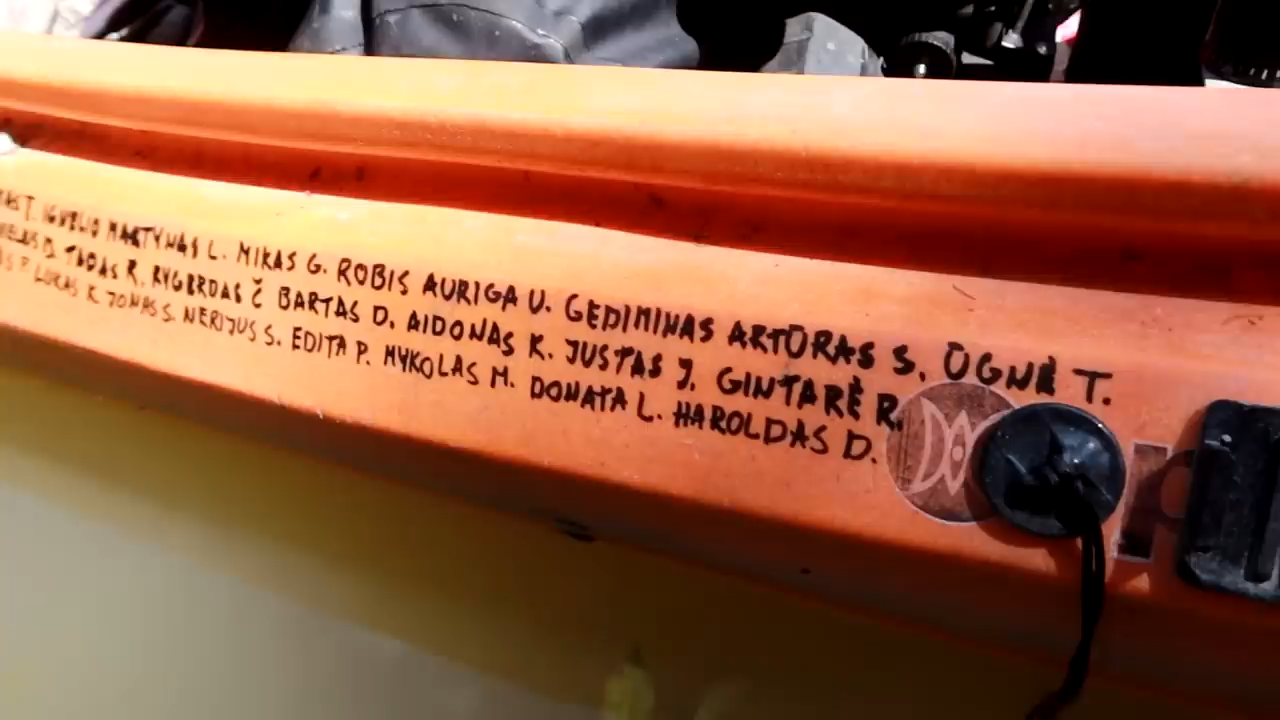 T. IGNELIO MARTYNAS L. MIKAS G. ROBIS AURIGA U. GEDIMINAS ARTŪRAS S. UGNĖ T.
D. TADAS R. RYGERDAS Č BARTAS D. AIDONAS K. JUSTAS J. GINTARĖ R.
P. LUKAS K. JONAS S. NERIJUS S. EDITA P. MYKOLAS M. DONATA L. HAROLDAS D.